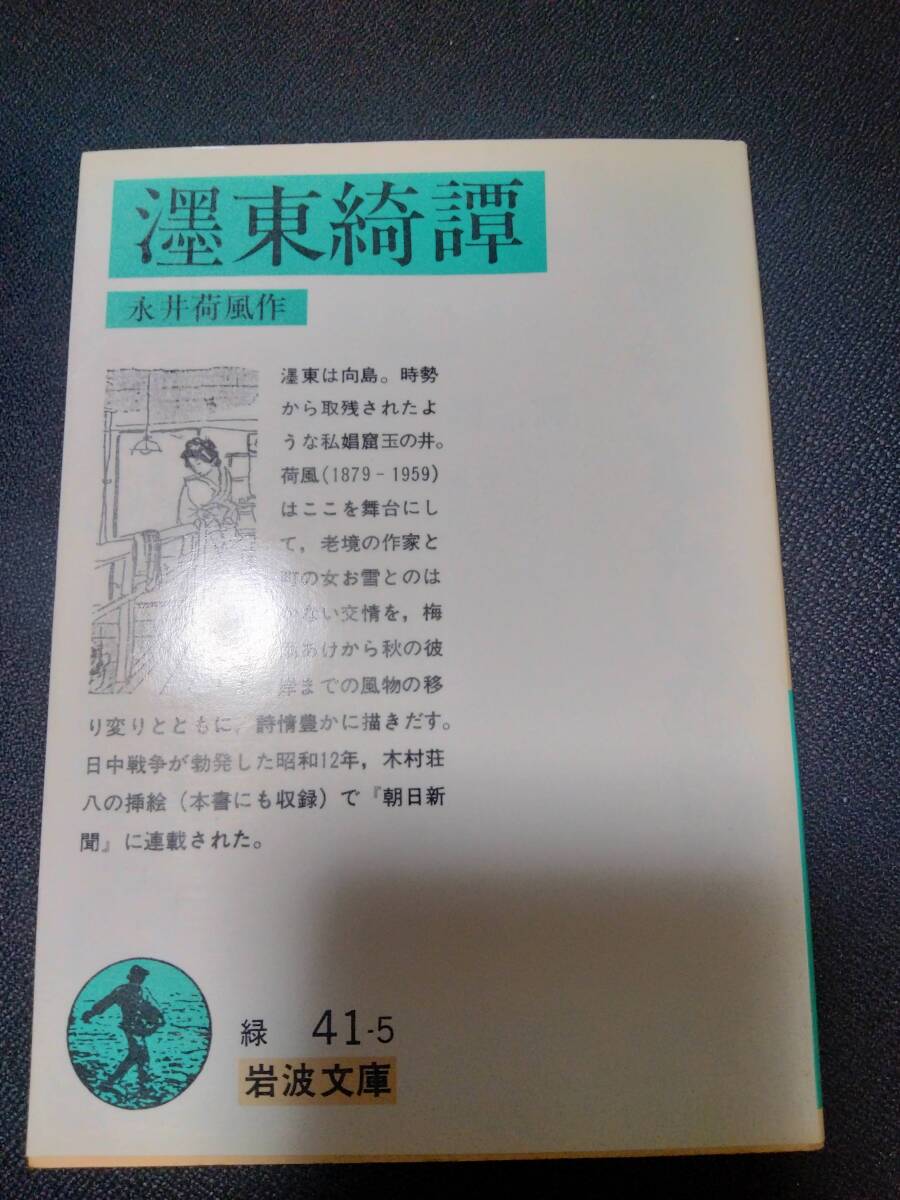 濹東綺譚
永井荷風作
濹東は向島。時勢
から取残されたよ
うな私娼窟玉の井。
荷風(1879-1959)
はここを舞台にし
て，老境の作家と
町の女お雪とのは
かない交情を，梅
雨あけから秋の彼
岸までの風物の移
り変りとともに，詩情豊かに描きだす。
日中戦争が勃発した昭和12年，木村荘
八の挿絵（本書にも収録）で『朝日新
聞』に連載された。
緑 41-5
岩波文庫